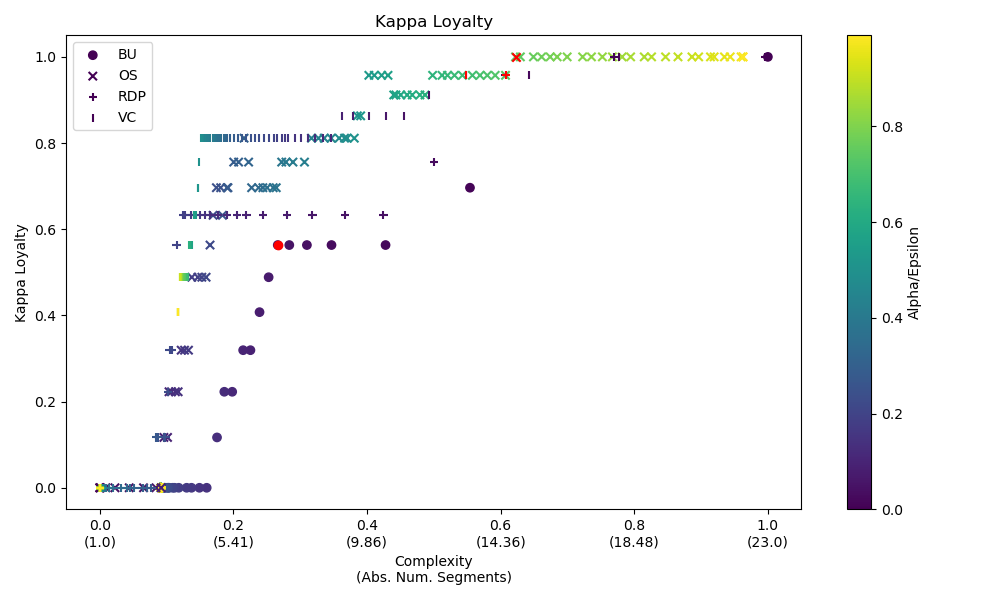 Kappa Loyalty
BU
OS
RDP
VC
Kappa Loyalty
1.0
0.8
0.6
0.4
0.2
0.0
0.0 0.2 0.4 0.6 0.8 1.0
(1.0) (5.41) (9.86) (14.36) (18.48) (23.0)
Complexity
(Abs. Num. Segments)
0.8
0.6
0.4
0.2
0.0
Alpha/Epsilon